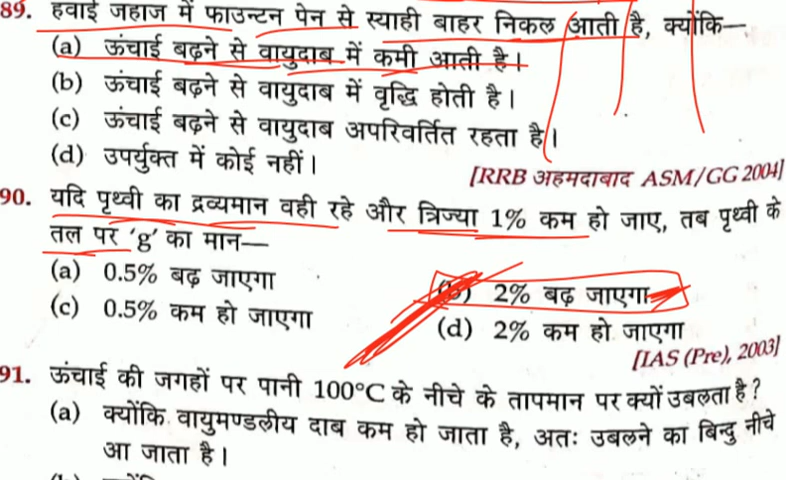 89. हवाई जहाज में फाउन्टन पेन से स्याही बाहर निकल आती है, क्योंकि—
(a) ऊंचाई बढ़ने से वायुदाब में कमी आती है।
(b) ऊंचाई बढ़ने से वायुदाब में वृद्धि होती है।
(c) ऊंचाई बढ़ने से वायुदाब अपरिवर्तित रहता है।
(d) उपर्युक्त में कोई नहीं।
[RRB अहमदाबाद ASM/GG 2004]
90. यदि पृथ्वी का द्रव्यमान वही रहे और त्रिज्या 1% कम हो जाए, तब पृथ्वी के
तल पर ‘g’ का मान—
(a) 0.5% बढ़ जाएगा (b) 2% बढ़ जाएगा
(c) 0.5% कम हो जाएगा (d) 2% कम हो जाएगा
[IAS (Pre), 2003]
91. ऊंचाई की जगहों पर पानी 100°C के नीचे के तापमान पर क्यों उबलता है?
(a) क्योंकि वायुमण्डलीय दाब कम हो जाता है, अतः उबलने का बिन्दु नीचे
आ जाता है।